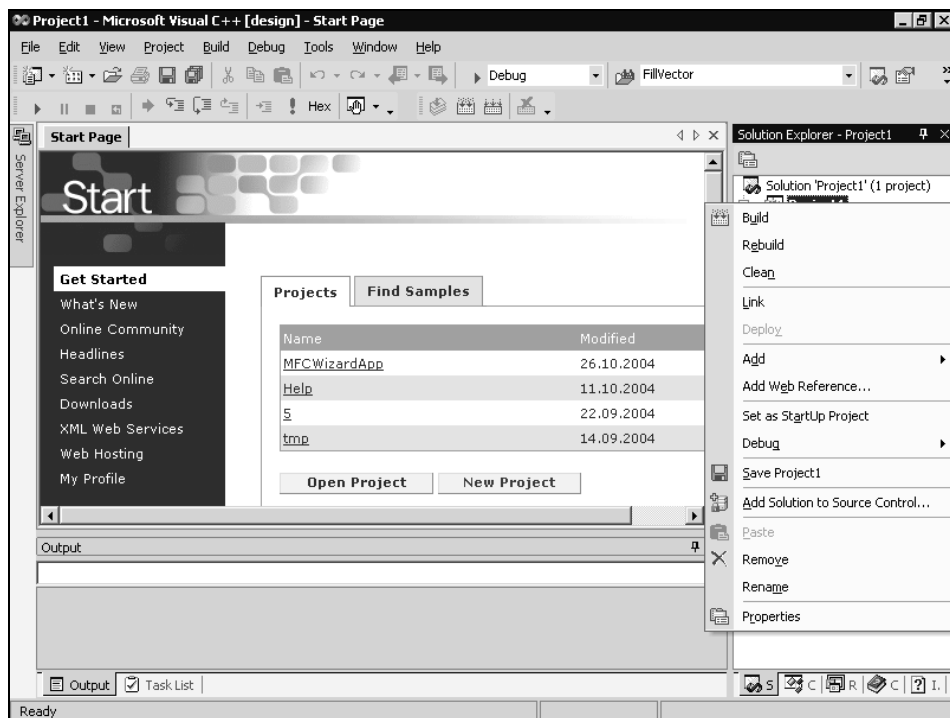 Project1 - Microsoft Visual C++ [design] - Start Page
File Edit View Project Build Debug Tools Window Help
Debug FillVector
Hex
Server Explorer
Start Page
Start
Get Started
What's New
Online Community
Headlines
Search Online
Downloads
XML Web Services
Web Hosting
My Profile
Projects Find Samples
Name Modified
MFCWizardApp 26.10.2004
Help 11.10.2004
5 22.09.2004
tmp 14.09.2004
Open Project New Project
Solution Explorer - Project1
Solution 'Project1' (1 project)
Build
Rebuild
Clean
Link
Deploy
Add
Add Web Reference...
Set as StartUp Project
Debug
Save Project1
Add Solution to Source Control...
Paste
Remove
Rename
Properties
Output
Output Task List
S C R C I.
Ready